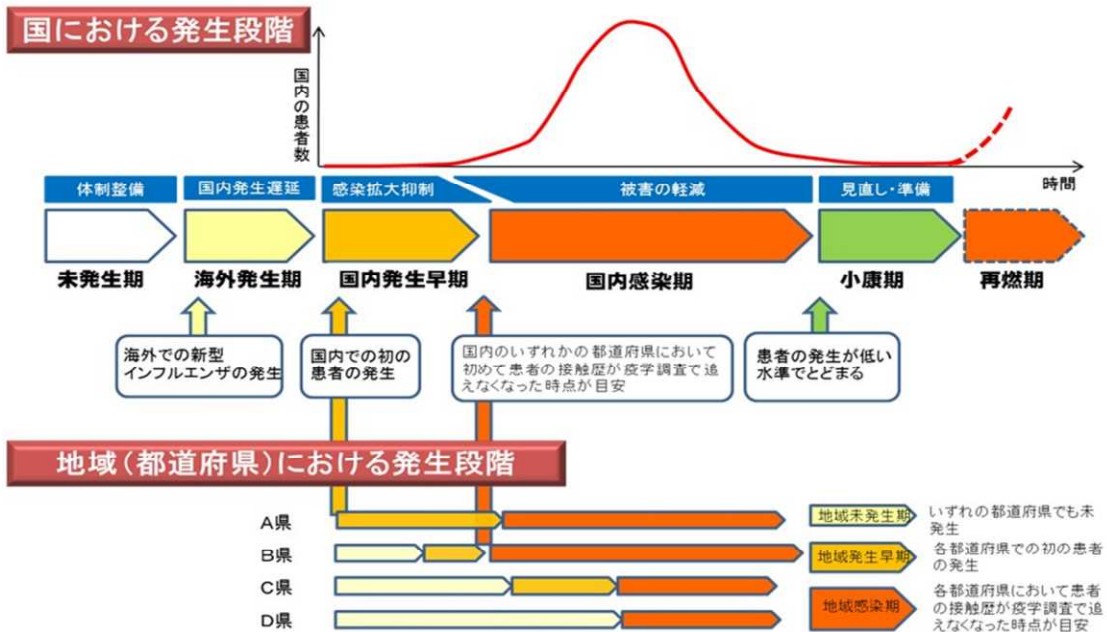 国における発生段階
国内の患者数
時間
体制整備
国内発生遅延
感染拡大抑制
被害の軽減
見直し・準備
未発生期
海外発生期
国内発生早期
国内感染期
小康期
再燃期
海外での新型
インフルエンザの発生
国内での初の
患者の発生
国内のいずれかの都道府県において
初めて患者の接触歴が疫学調査で追
えなくなった時点が目安
患者の発生が低い
水準でとどまる
地域（都道府県）における発生段階
A県
B県
C県
D県
地域未発生期
いずれの都道府県でも未
発生
地域発生早期
各都道府県での初の患者
の発生
地域感染期
各都道府県において患者
の接触歴が疫学調査で追
えなくなった時点が目安